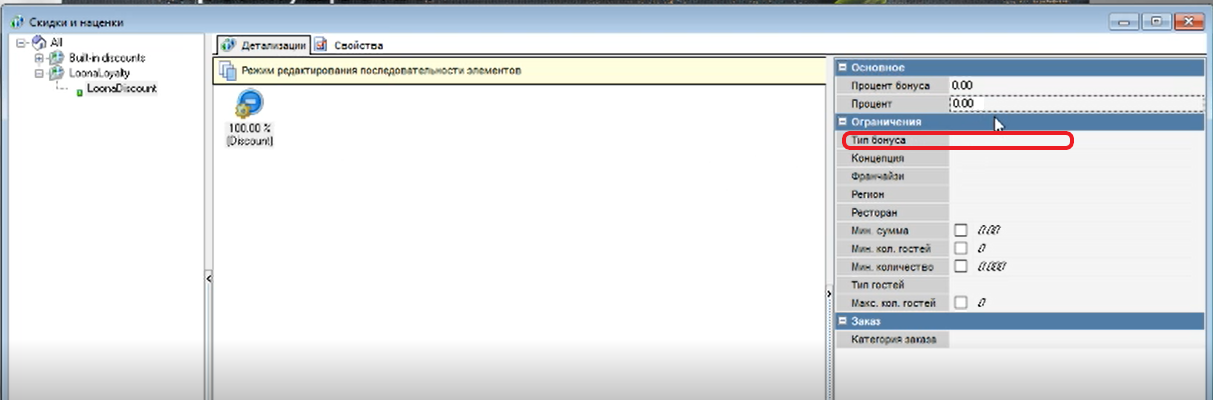 Скидки и наценки
All
Built-in discounts
LoonaLoyalty
LoonaDiscount
Детализации
Свойства
Режим редактирования последовательности элементов
100.00 %
(Discount)
Основное
Процент бонуса 0.00
Процент 0.00
Ограничения
Тип бонуса
Концепция
Франчайзи
Регион
Ресторан
Мин. сумма 0.00
Мин. кол. гостей 0
Мин. количество 0.000
Тип гостей
Макс. кол. гостей 0
Заказ
Категория заказа